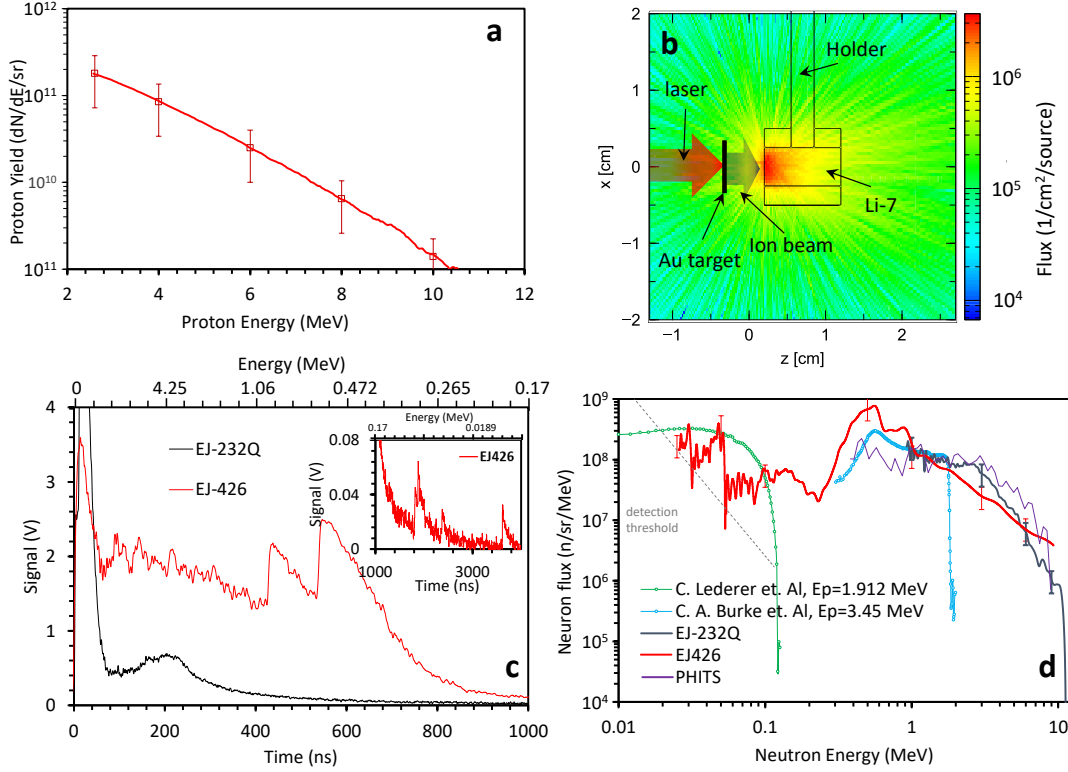 a
10^12
10^11
10^10
10^11
Proton Yield (dN/dE/sr)
2 4 6 8 10 12
Proton Energy (MeV)
b
Holder
laser
Li-7
Ion beam
Au target
2
1
0
−1
−2
x [cm]
−1 0 1 2
z [cm]
10^6
10^5
10^4
Flux (1/cm^2/source)
Energy (MeV)
0 4.25 1.06 0.472 0.265 0.17
4
3
2
1
0
Signal (V)
EJ-232Q
EJ-426
Energy (MeV)
0.17 0.0189
0.08
0.04
0
Signal (V)
EJ426
1000 3000
Time (ns)
c
0 200 400 600 800 1000
Time (ns)
10^9
10^8
10^7
10^6
10^5
10^4
Neuron flux (n/sr/MeV)
detection
threshold
C. Lederer et. Al, Ep=1.912 MeV
C. A. Burke et. Al, Ep=3.45 MeV
EJ-232Q
EJ426
PHITS
d
0.01 0.1 1 10
Neutron Energy (MeV)